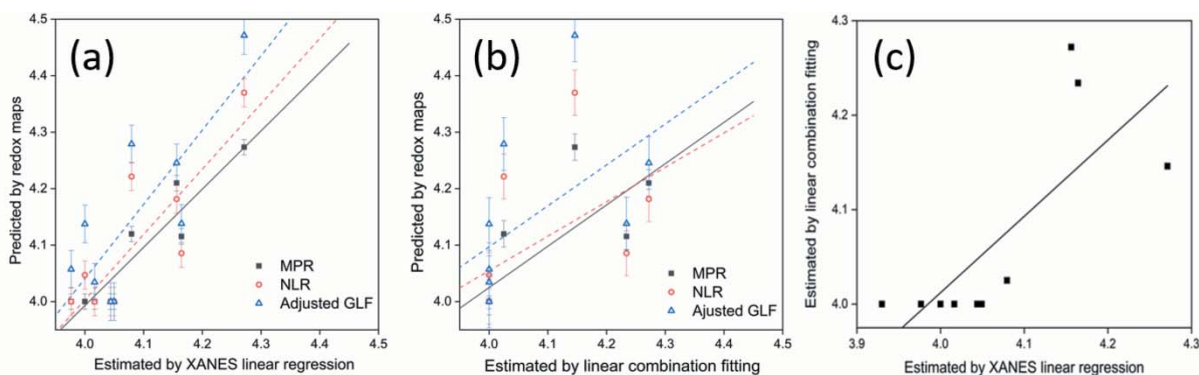 (a)
4.5
4.4
4.3
4.2
4.1
4.0
Predicted by redox maps
MPR
NLR
Adjusted GLF
4.0 4.1 4.2 4.3 4.4 4.5
Estimated by XANES linear regression
(b)
4.5
4.4
4.3
4.2
4.1
4.0
Predicted by redox maps
MPR
NLR
Ajusted GLF
4.0 4.1 4.2 4.3 4.4 4.5
Estimated by linear combination fitting
(c)
4.3
4.2
4.1
4.0
Estimated by linear combination fitting
3.9 4.0 4.1 4.2 4.3
Estimated by XANES linear regression